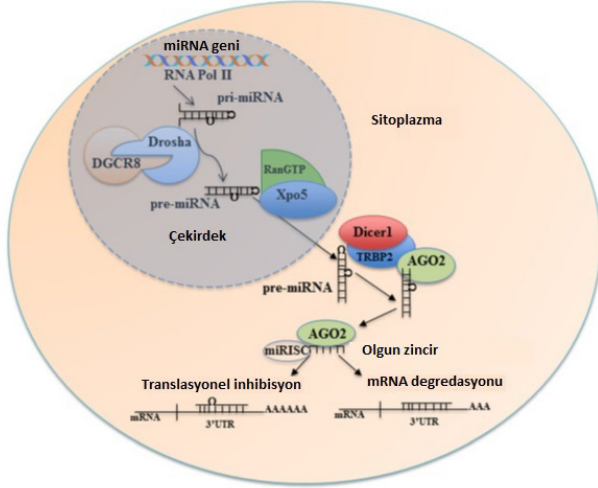 miRNA geni
RNA Pol II
pri-miRNA
Sitoplazma
Drosha
DGCR8
RanGTP
Xpo5
pre-miRNA
Çekirdek
Dicer1
TRBP2
AGO2
pre-miRNA
AGO2
miRISC
Olgun zincir
Translasyonel inhibisyon
mRNA degredasyonu
mRNA
AAAAAA
3'UTR
mRNA
AAA
3'UTR